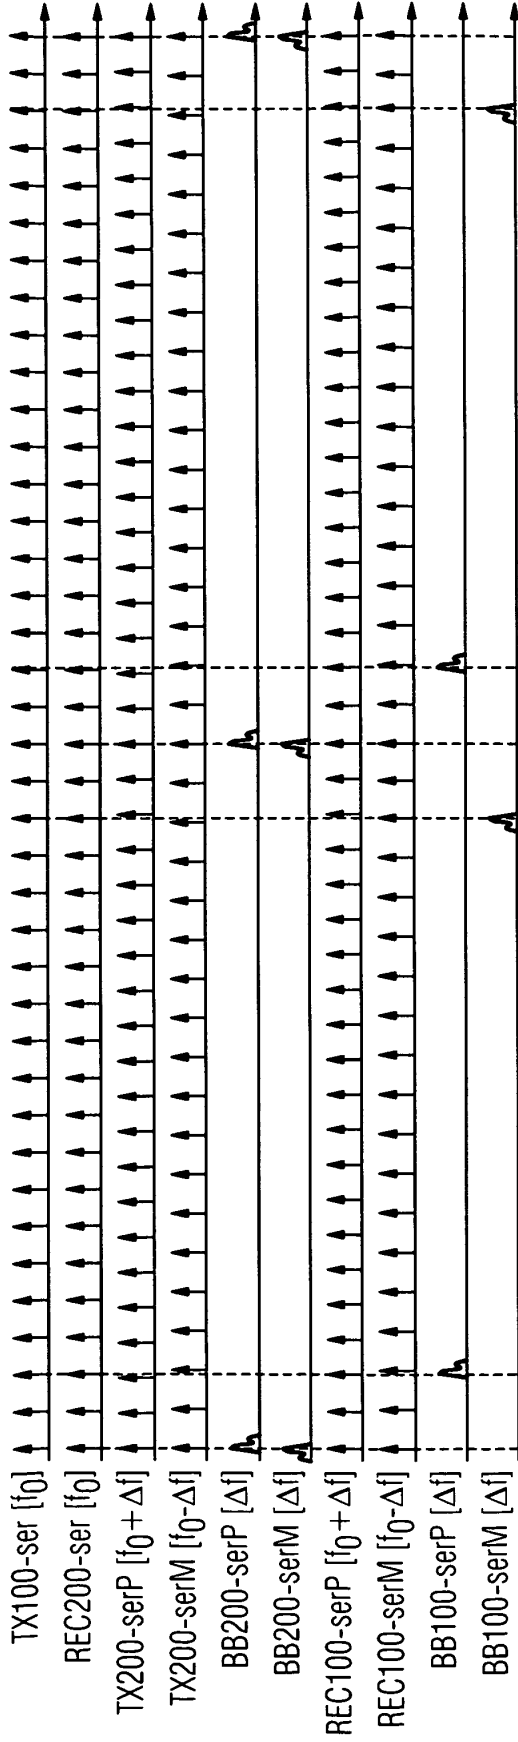 TX100-ser [f0]
REC200-ser [f0]
TX200-serP [f0+Δf]
TX200-serM [f0-Δf]
BB200-serP [Δf]
BB200-serM [Δf]
REC100-serP [f0+Δf]
REC100-serM [f0-Δf]
BB100-serP [Δf]
BB100-serM [Δf]